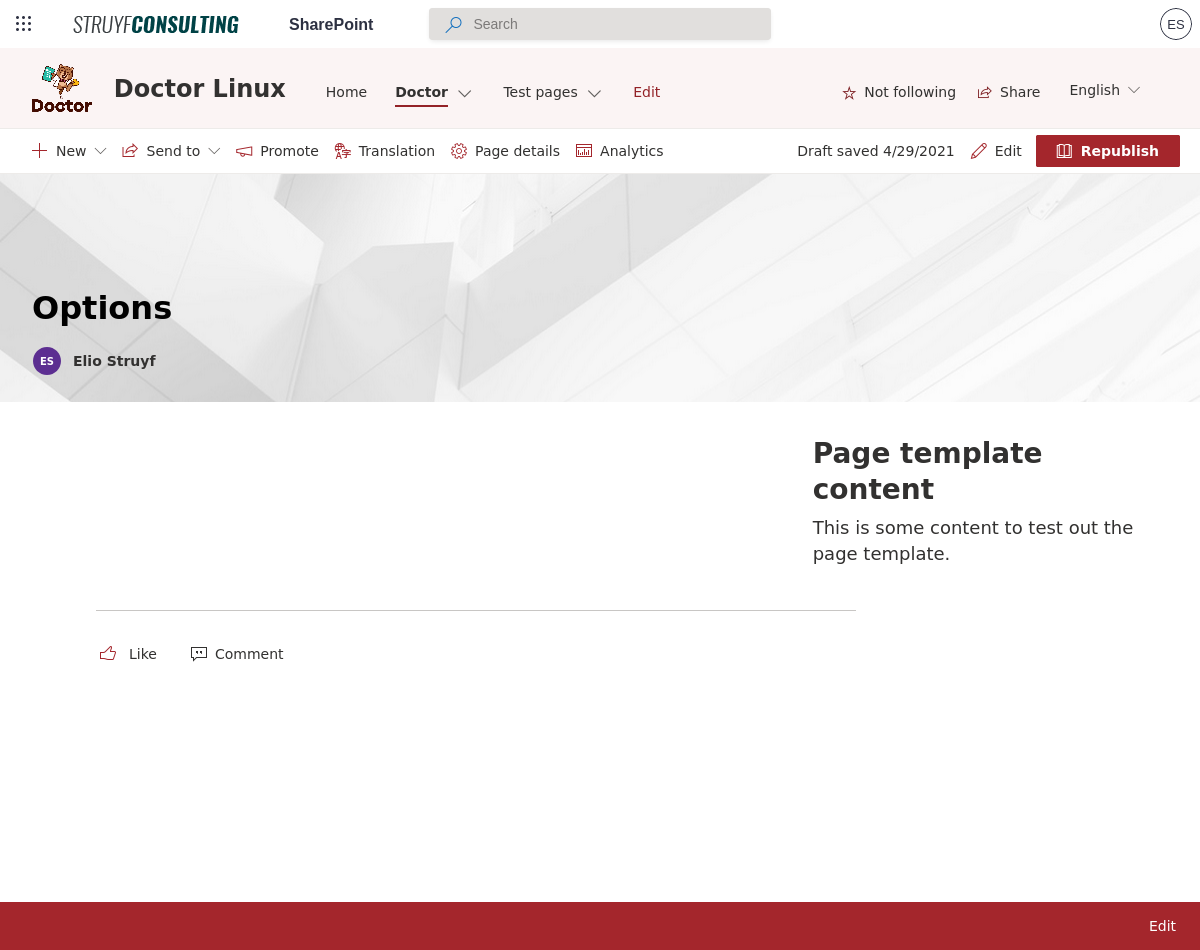 STRUYFCONSULTING SharePoint Search ES
Doctor Doctor Linux Home Doctor Test pages Edit Not following Share English
New Send to Promote Translation Page details Analytics Draft saved 4/29/2021 Edit Republish
Options
ES Elio Struyf
Page template
content
This is some content to test out the
page template.
Like Comment
Edit